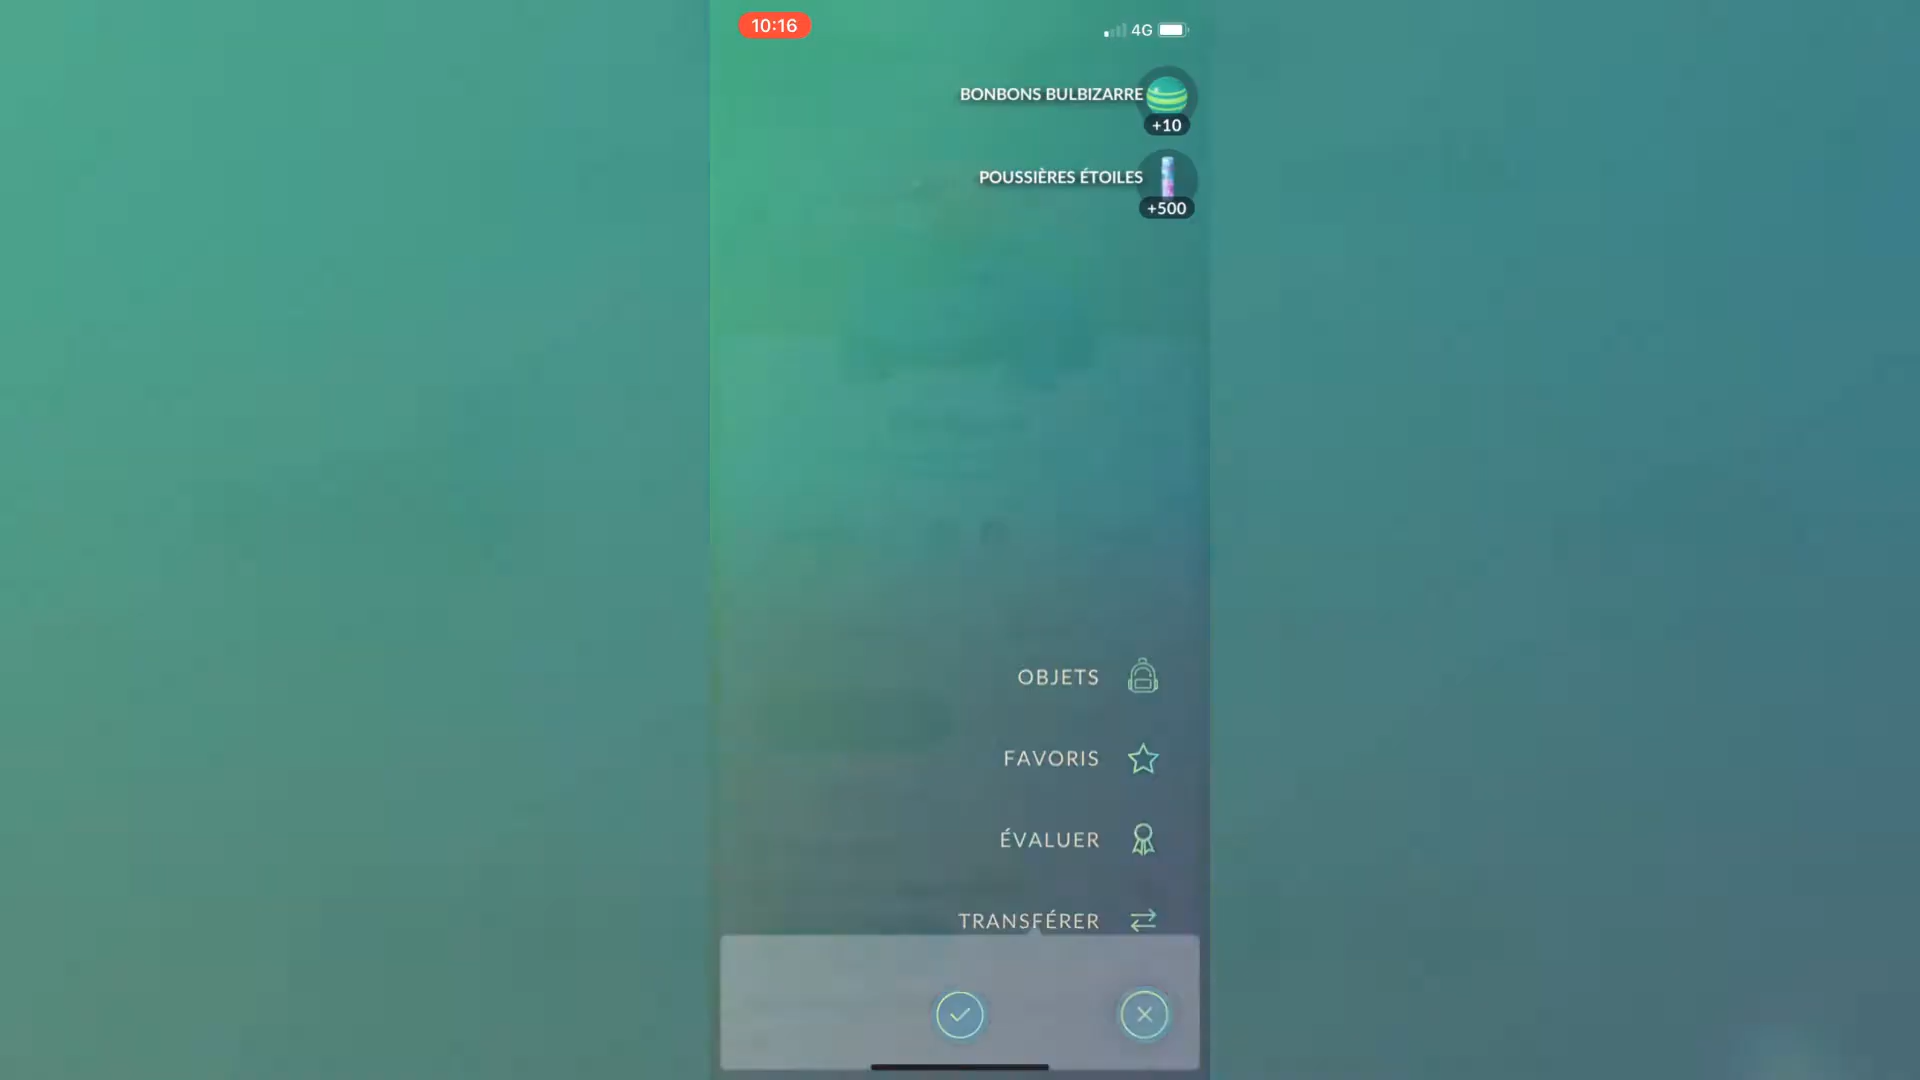 10:16
4G
BONBONS BULBIZARRE
+10
POUSSIÈRES ÉTOILES
+500
OBJETS
FAVORIS
ÉVALUER
TRANSFÉRER